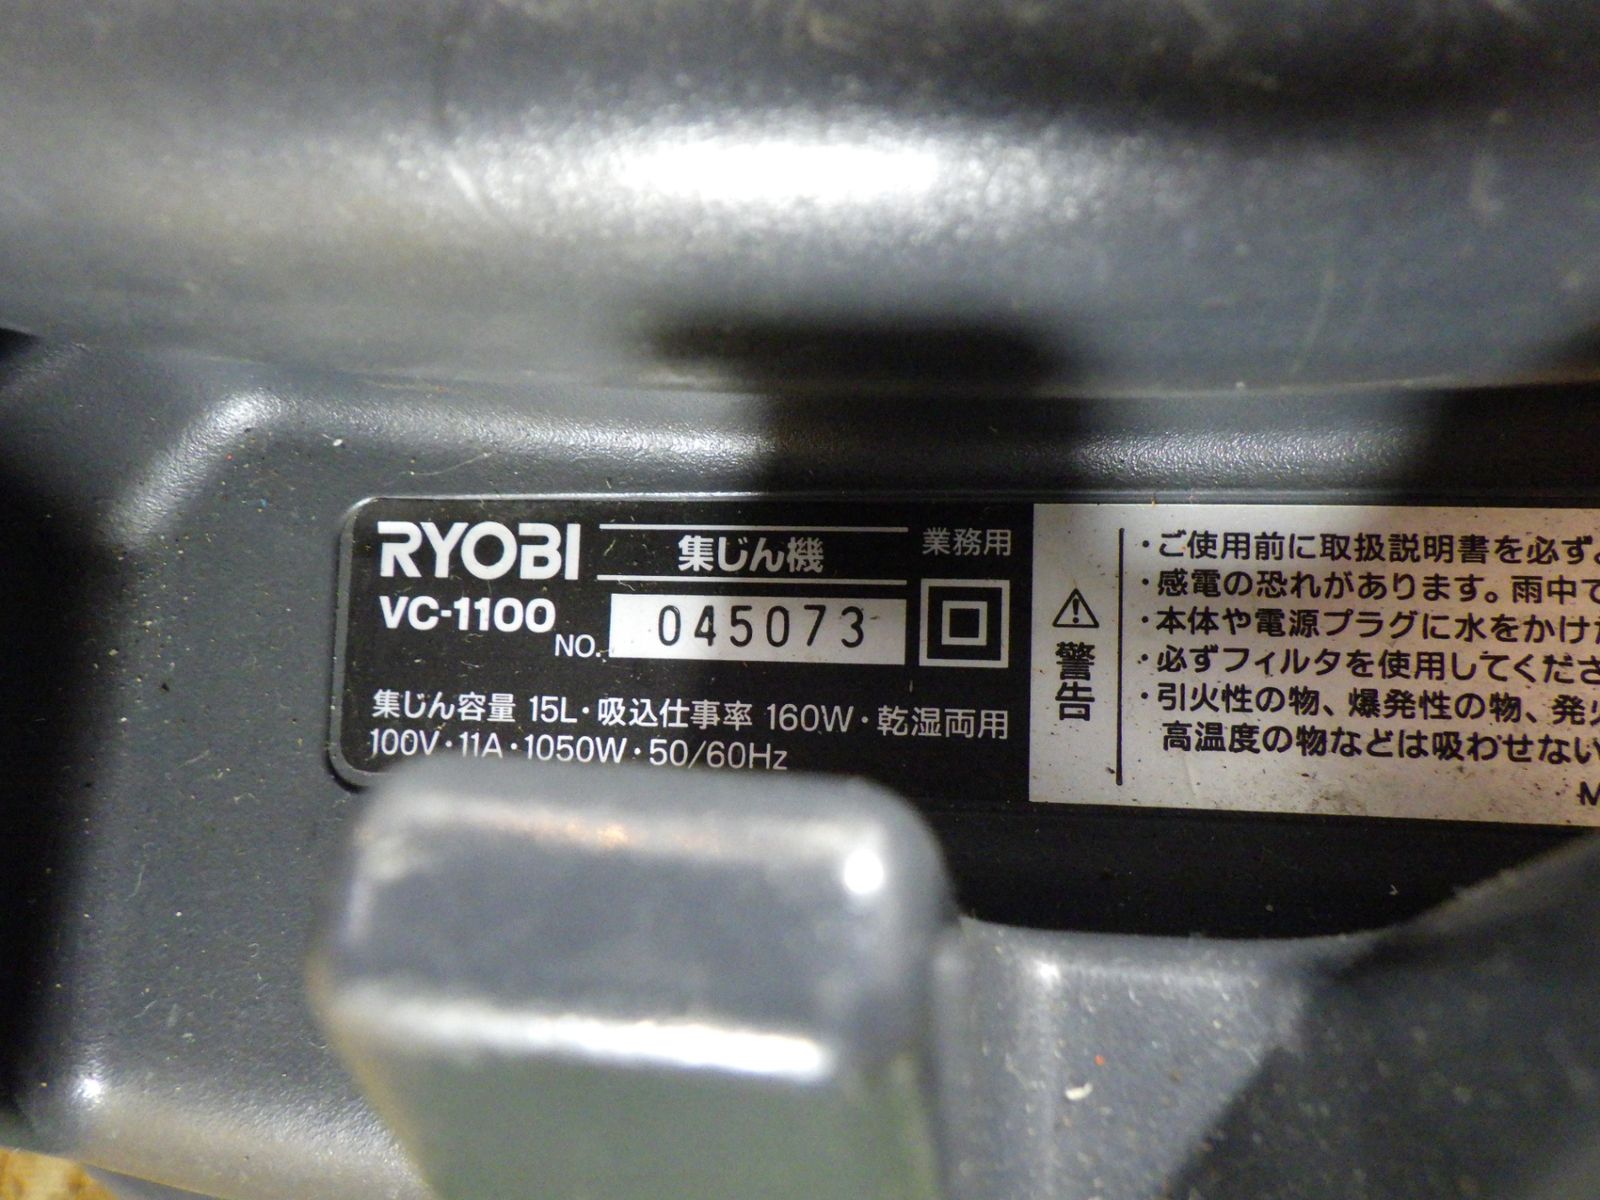 RYOBI 集じん機 業務用
VC-1100 NO. 045073
集じん容量 15L・吸込仕事率 160W・乾湿両用
100V・11A・1050W・50/60Hz
警告
・ご使用前に取扱説明書を必ず
・感電の恐れがあります。雨中で
・本体や電源プラグに水をかけ
・必ずフィルタを使用してくださ
・引火性の物、爆発性の物、発火
高温度の物などは吸わせない
M